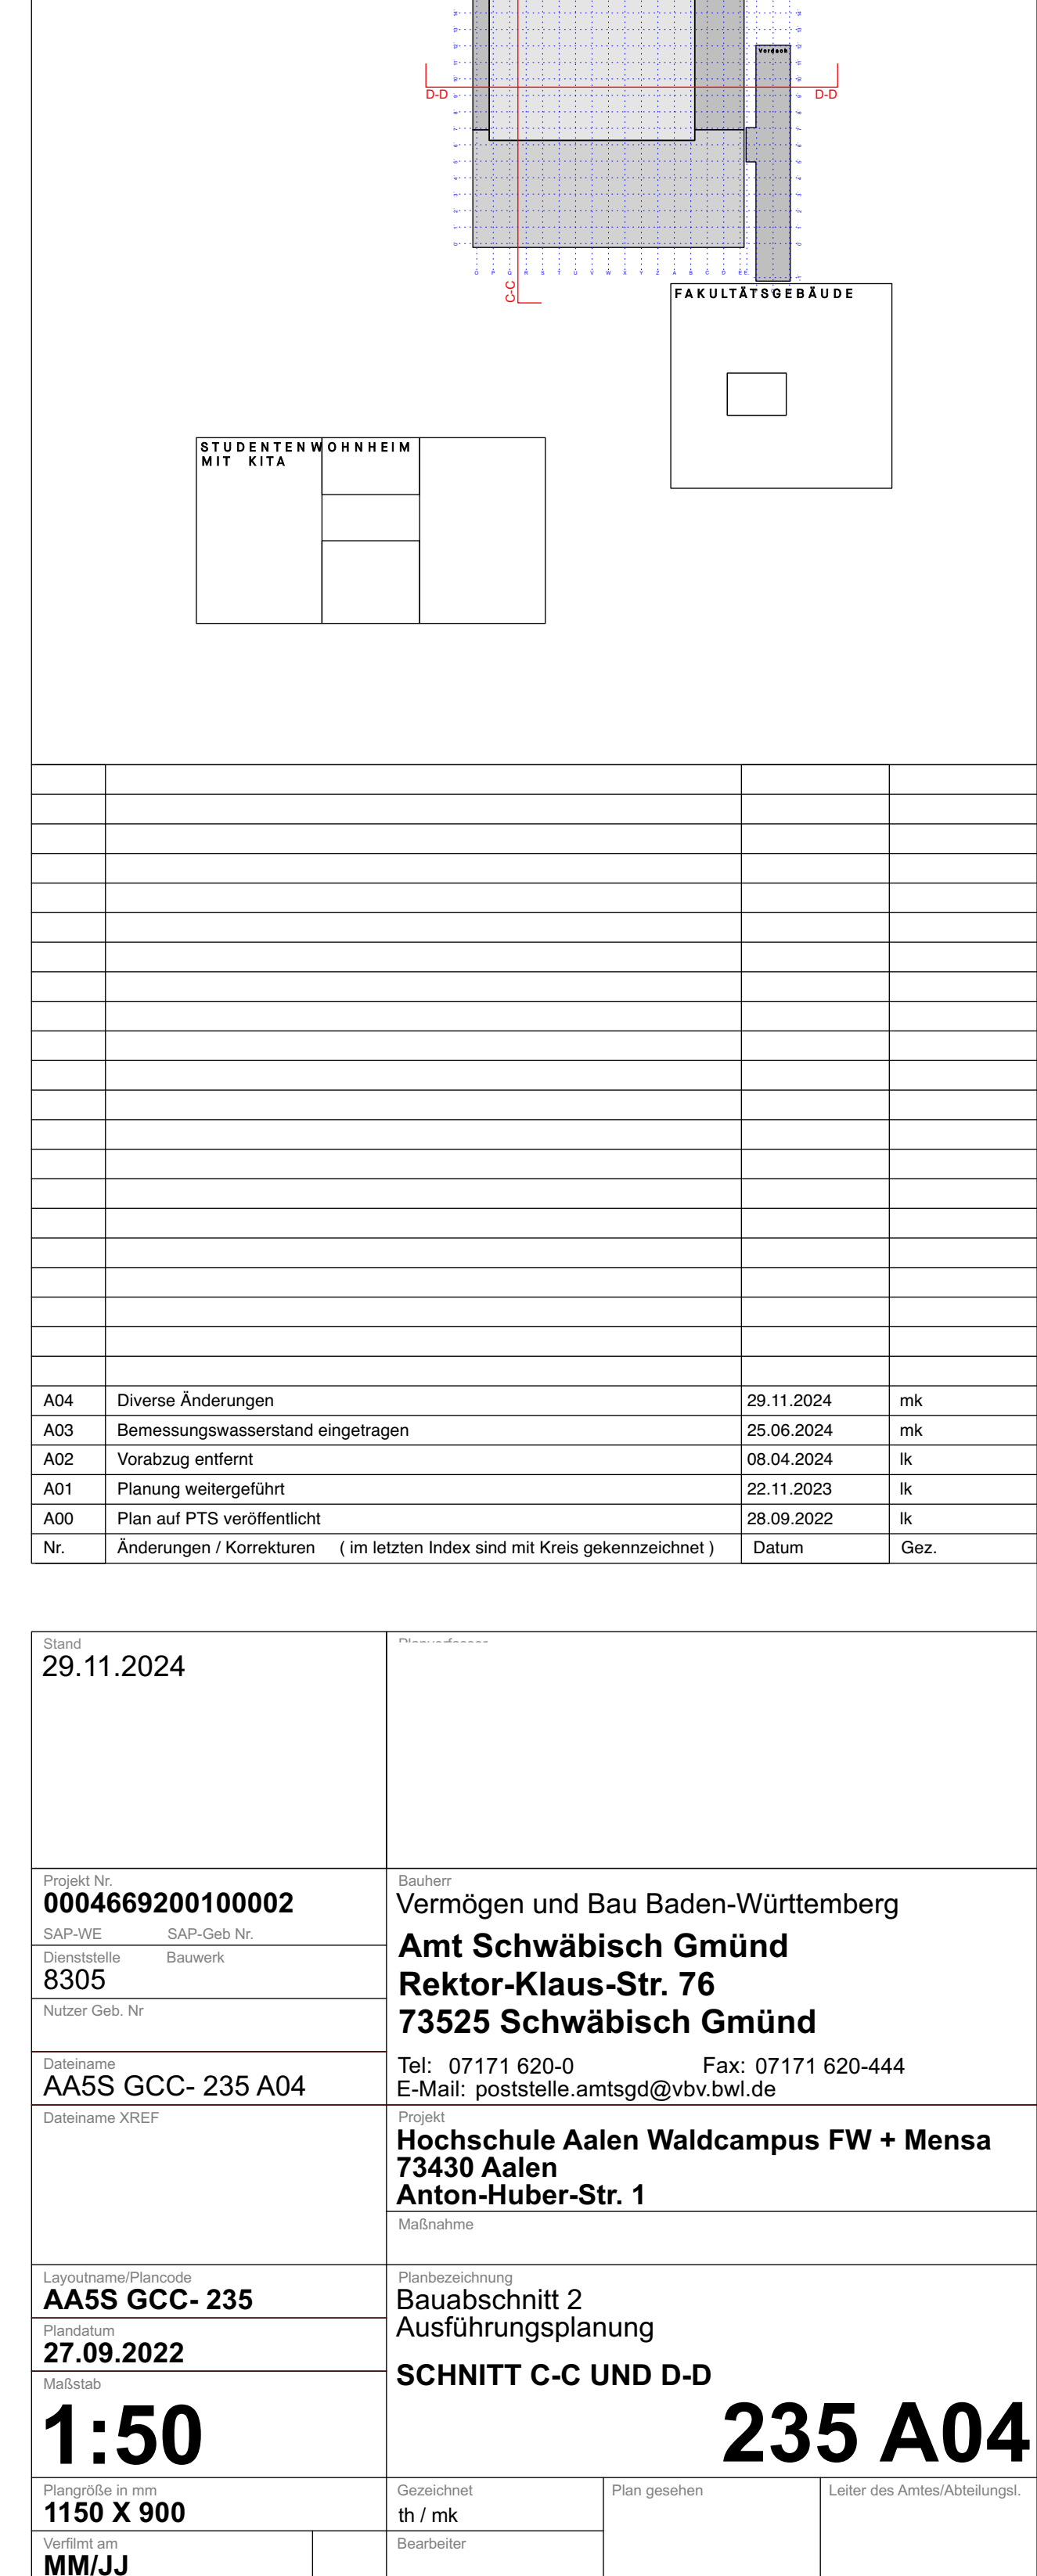 Vordach
D-D D-D
O P Q R S T U V W X Y Z A B C D E E
C-C
FAKULTÄTSGEBÄUDE
STUDENTENWOHNHEIM
MIT KITA
A04 Diverse Änderungen 29.11.2024 mk
A03 Bemessungswasserstand eingetragen 25.06.2024 mk
A02 Vorabzug entfernt 08.04.2024 lk
A01 Planung weitergeführt 22.11.2023 lk
A00 Plan auf PTS veröffentlicht 28.09.2022 lk
Nr. Änderungen / Korrekturen ( im letzten Index sind mit Kreis gekennzeichnet ) Datum Gez.
Stand
29.11.2024
Projekt Nr.
0004669200100002
SAP-WE SAP-Geb Nr.
Dienststelle Bauwerk
8305
Nutzer Geb. Nr
Dateiname
AA5S GCC- 235 A04
Dateiname XREF
Bauherr
Vermögen und Bau Baden-Württemberg
Amt Schwäbisch Gmünd
Rektor-Klaus-Str. 76
73525 Schwäbisch Gmünd
Tel: 07171 620-0 Fax: 07171 620-444
E-Mail: poststelle.amtsgd@vbv.bwl.de
Projekt
Hochschule Aalen Waldcampus FW + Mensa
73430 Aalen
Anton-Huber-Str. 1
Maßnahme
Layoutname/Plancode
AA5S GCC- 235
Plandatum
27.09.2022
Maßstab
1:50
Planbezeichnung
Bauabschnitt 2
Ausführungsplanung
SCHNITT C-C UND D-D
235 A04
Plangröße in mm
1150 X 900
Verfilmt am
MM/JJ
Gezeichnet
th / mk
Bearbeiter
Plan gesehen
Leiter des Amtes/Abteilungsl.